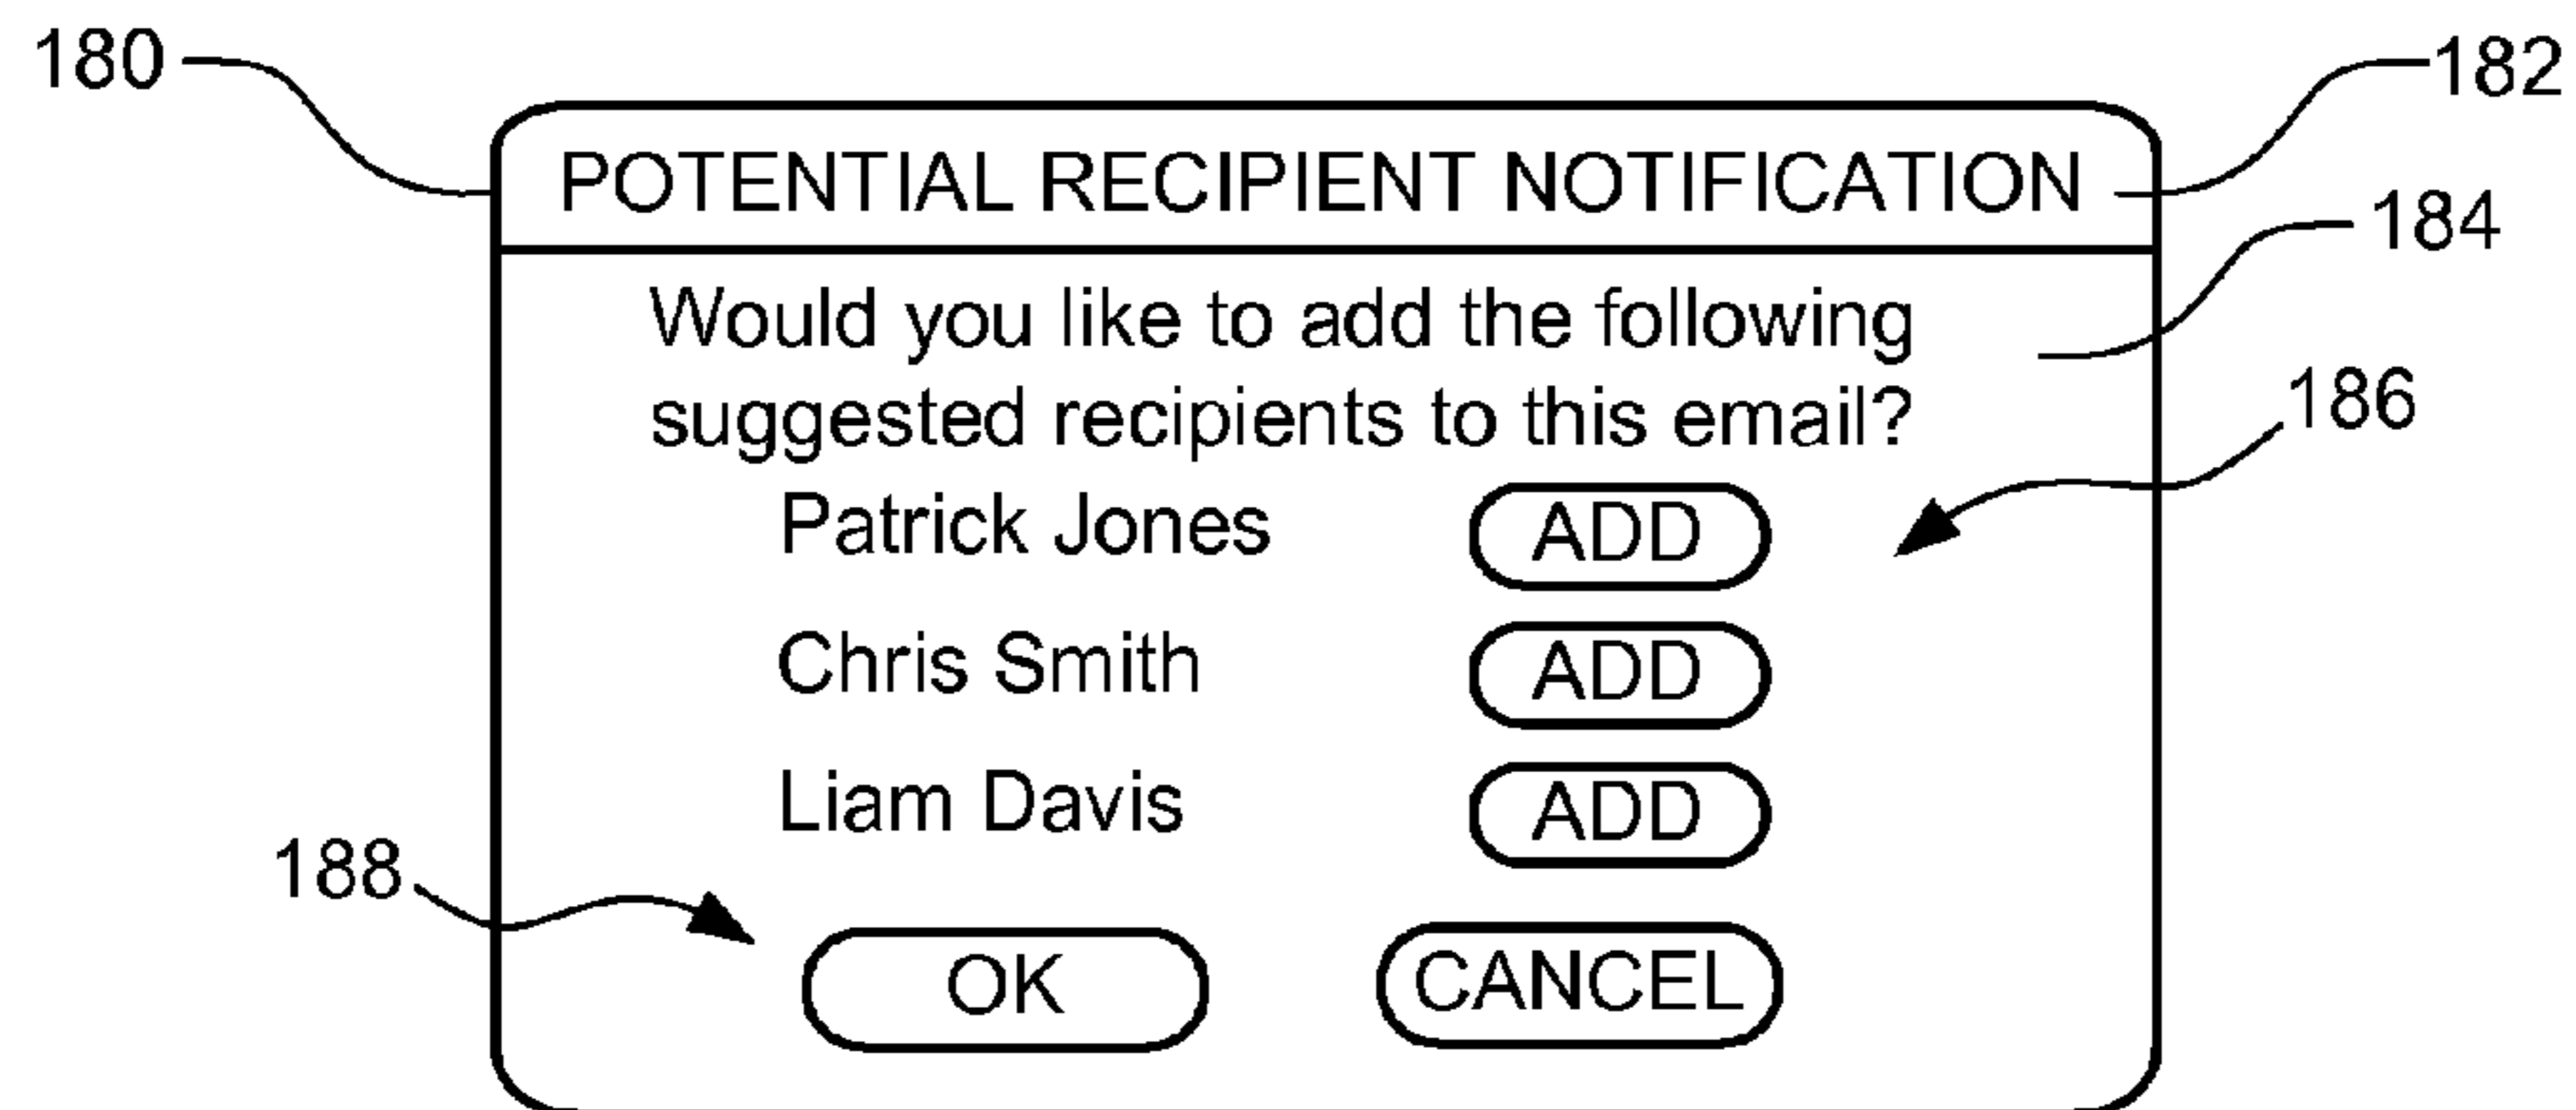 180
182
POTENTIAL RECIPIENT NOTIFICATION
184
Would you like to add the following
suggested recipients to this email?
186
Patrick Jones ADD
Chris Smith ADD
Liam Davis ADD
188
OK CANCEL